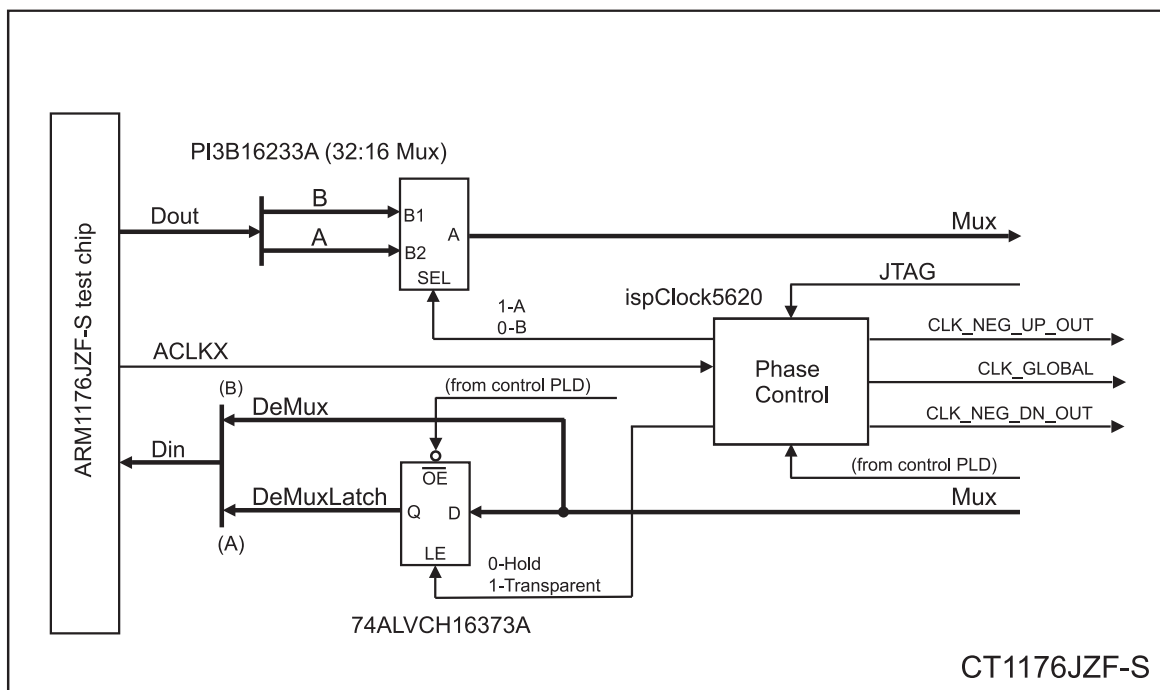 PI3B16233A (32:16 Mux)
ARM1176JZF-S test chip
Dout
B
A
B1
B2
A
SEL
Mux
JTAG
ispClock5620
1-A
0-B
ACLKX
Phase
Control
CLK_NEG_UP_OUT
CLK_GLOBAL
CLK_NEG_DN_OUT
(from control PLD)
(B)
DeMux
Din
OE
(from control PLD)
DeMuxLatch
Q
D
Mux
(A)
LE
0-Hold
1-Transparent
74ALVCH16373A
CT1176JZF-S